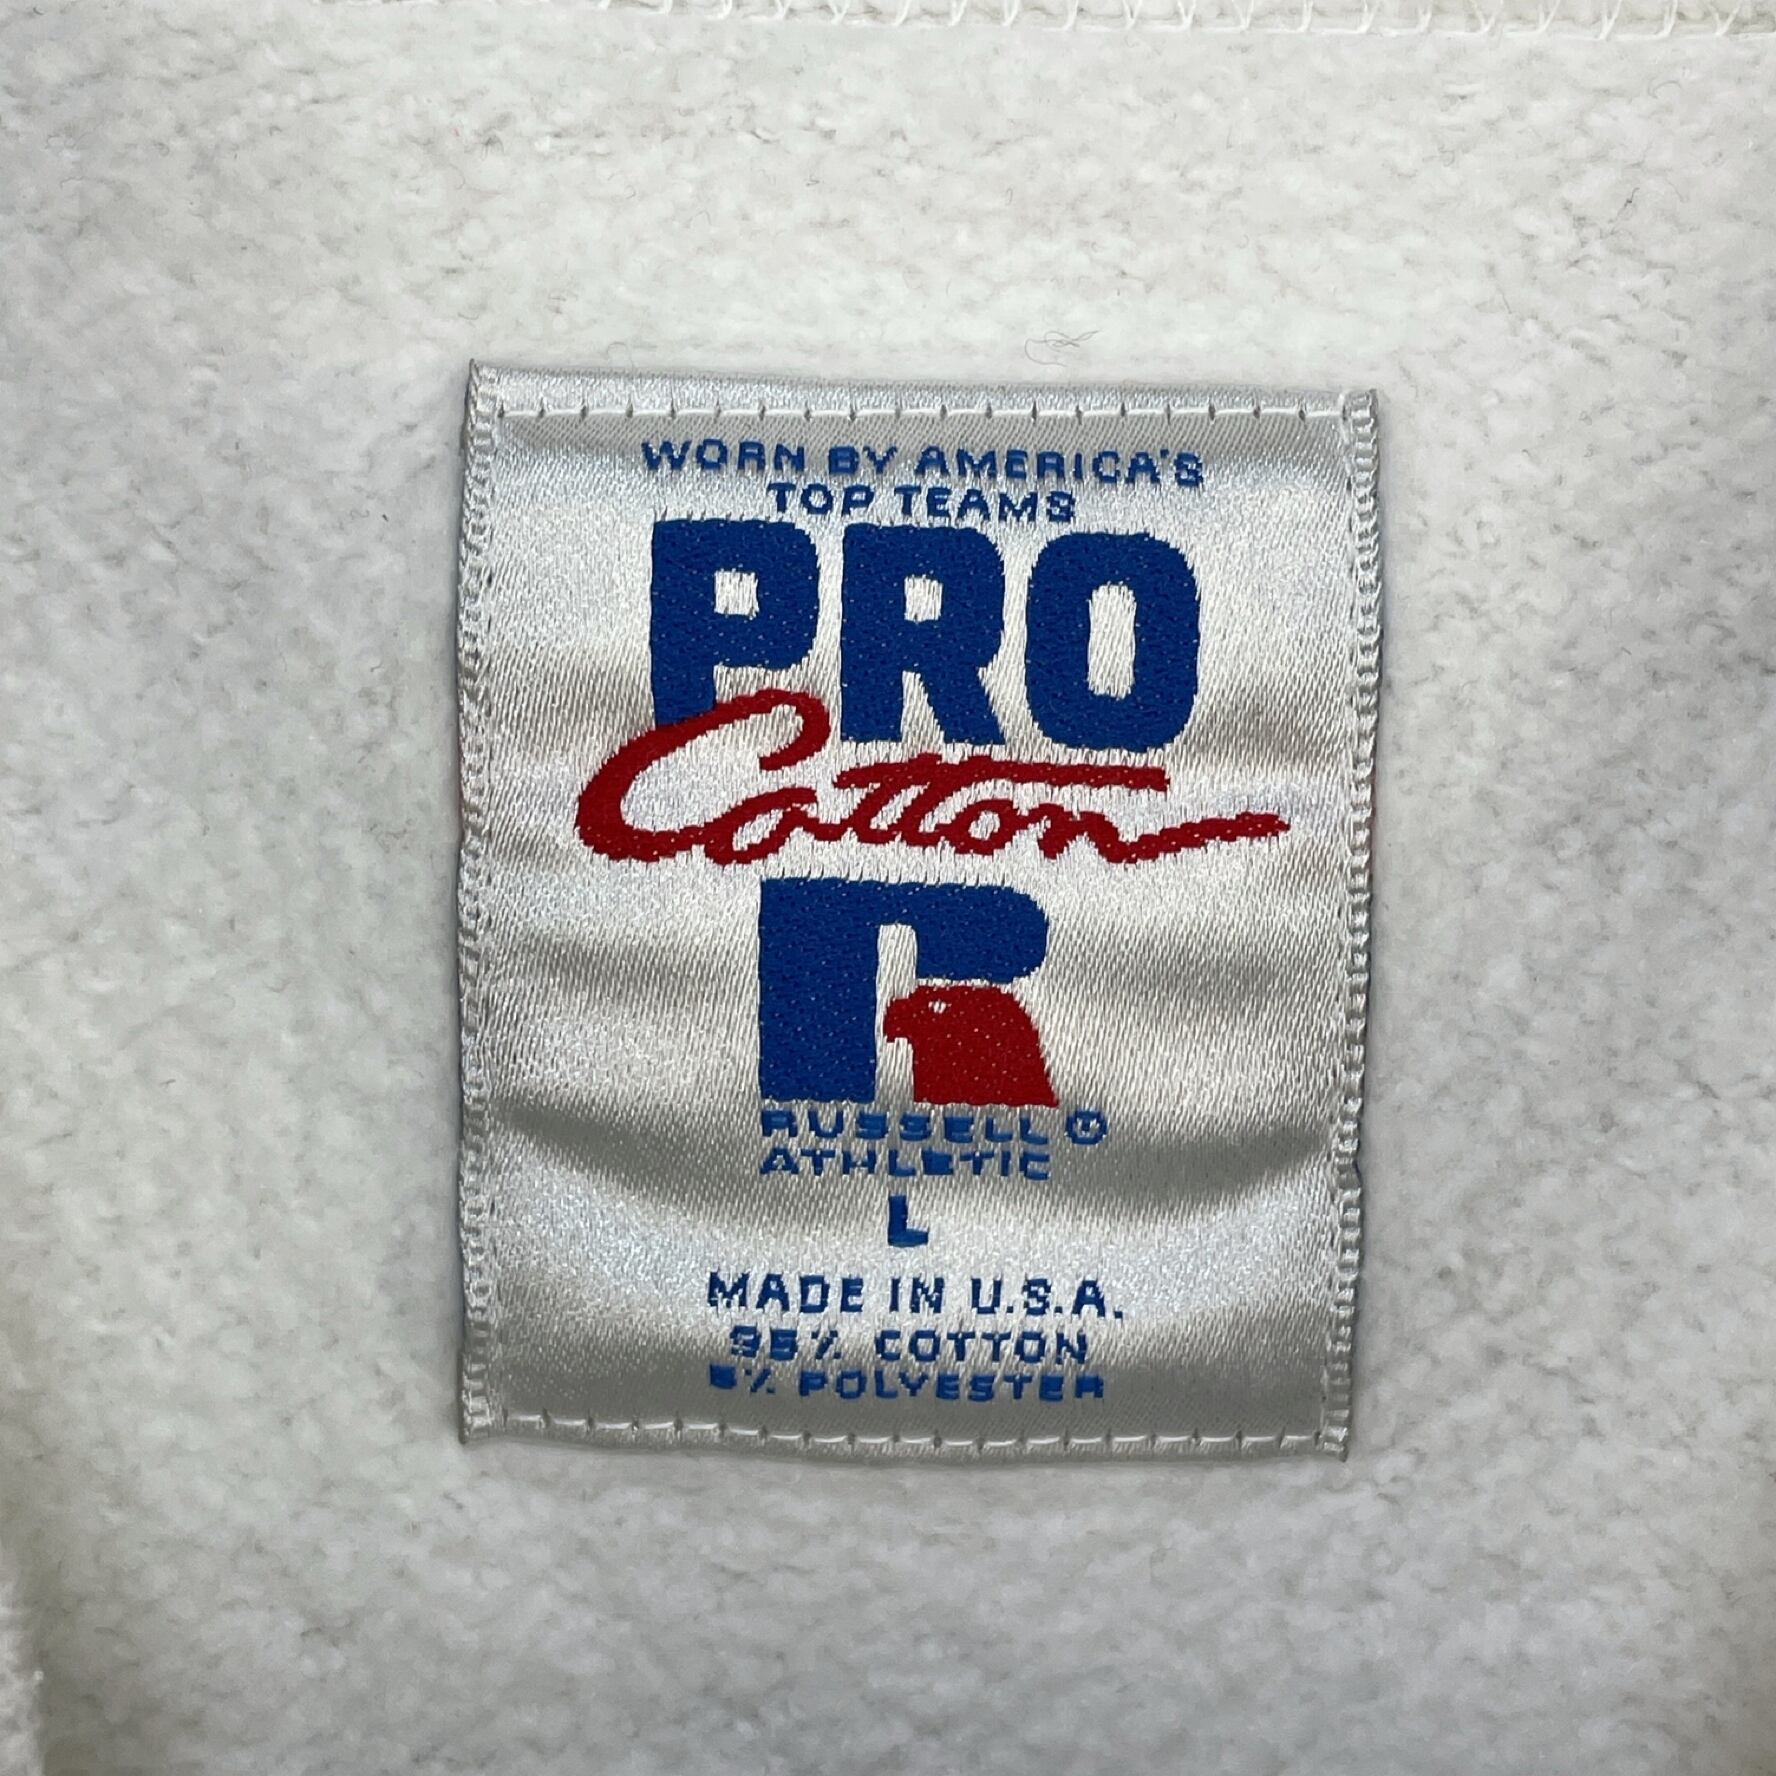 WORN BY AMERICA'S
TOP TEAMS
PRO
Cotton
RUSSELL®
ATHLETIC
L
MADE IN U.S.A.
95% COTTON
5% POLYESTER